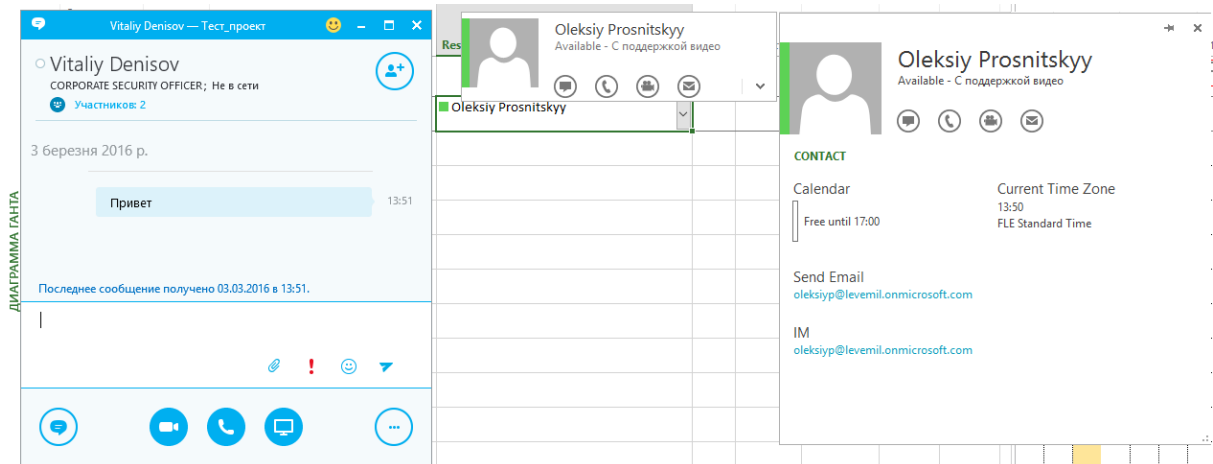 Vitaliy Denisov — Тест_проект
Vitaliy Denisov
CORPORATE SECURITY OFFICER; Не в сети
Участников: 2
3 березня 2016 р.
Привет
13:51
Последнее сообщение получено 03.03.2016 в 13:51.
ДИАГРАММА ГАНТА
Res
Oleksiy Prosnitskyy
Available - С поддержкой видео
Oleksiy Prosnitskyy
Oleksiy Prosnitskyy
Available - С поддержкой видео
CONTACT
Calendar
Free until 17:00
Current Time Zone
13:50
FLE Standard Time
Send Email
oleksiyp@levemil.onmicrosoft.com
IM
oleksiyp@levemil.onmicrosoft.com